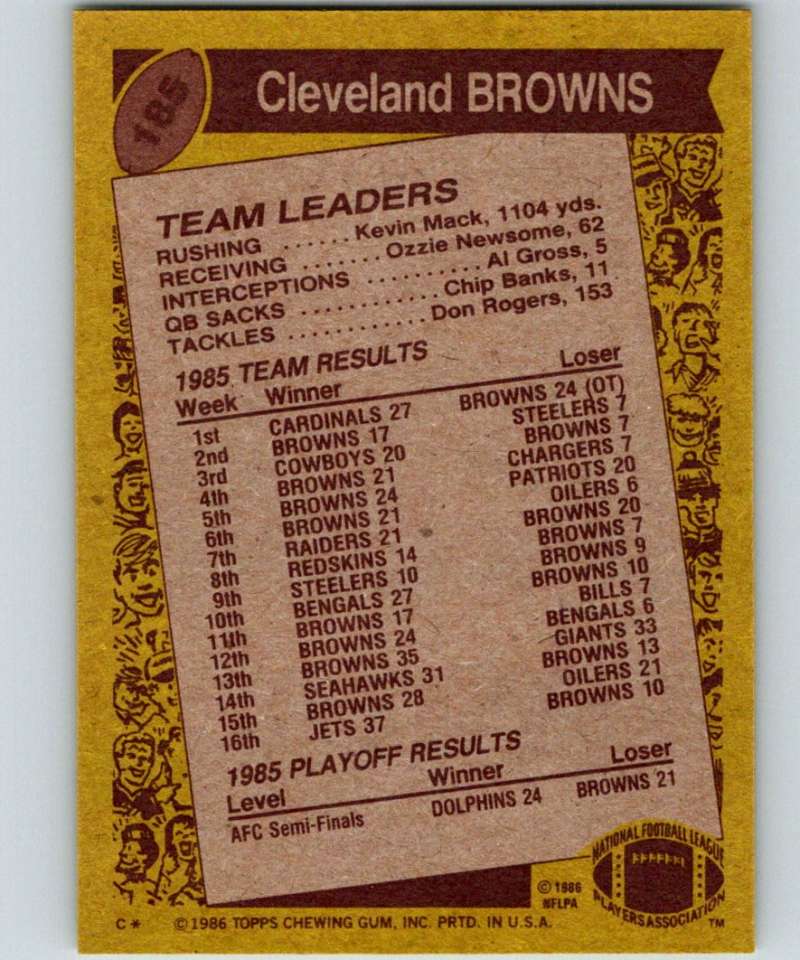 185
Cleveland BROWNS
TEAM LEADERS
RUSHING ...... Kevin Mack, 1104 yds.
RECEIVING ....... Ozzie Newsome, 62
INTERCEPTIONS .......... Al Gross, 5
QB SACKS ............ Chip Banks, 11
TACKLES ........... Don Rogers, 153
1985 TEAM RESULTS
Week Winner Loser
1st CARDINALS 27 BROWNS 24 (OT)
2nd BROWNS 17 STEELERS 7
3rd COWBOYS 20 BROWNS 7
4th BROWNS 21 CHARGERS 7
5th BROWNS 24 PATRIOTS 20
6th BROWNS 21 OILERS 6
7th RAIDERS 21 BROWNS 20
8th REDSKINS 14 BROWNS 7
9th STEELERS 10 BROWNS 9
10th BENGALS 27 BROWNS 10
11th BROWNS 17 BILLS 7
12th BROWNS 24 BENGALS 6
13th BROWNS 35 GIANTS 33
14th SEAHAWKS 31 BROWNS 13
15th BROWNS 28 OILERS 21
16th JETS 37 BROWNS 10
1985 PLAYOFF RESULTS
Level Winner Loser
AFC Semi-Finals DOLPHINS 24 BROWNS 21
© 1986
NFLPA
NATIONAL FOOTBALL LEAGUE
PLAYERS ASSOCIATION
TM
C* © 1986 TOPPS CHEWING GUM, INC. PRTD. IN U.S.A.